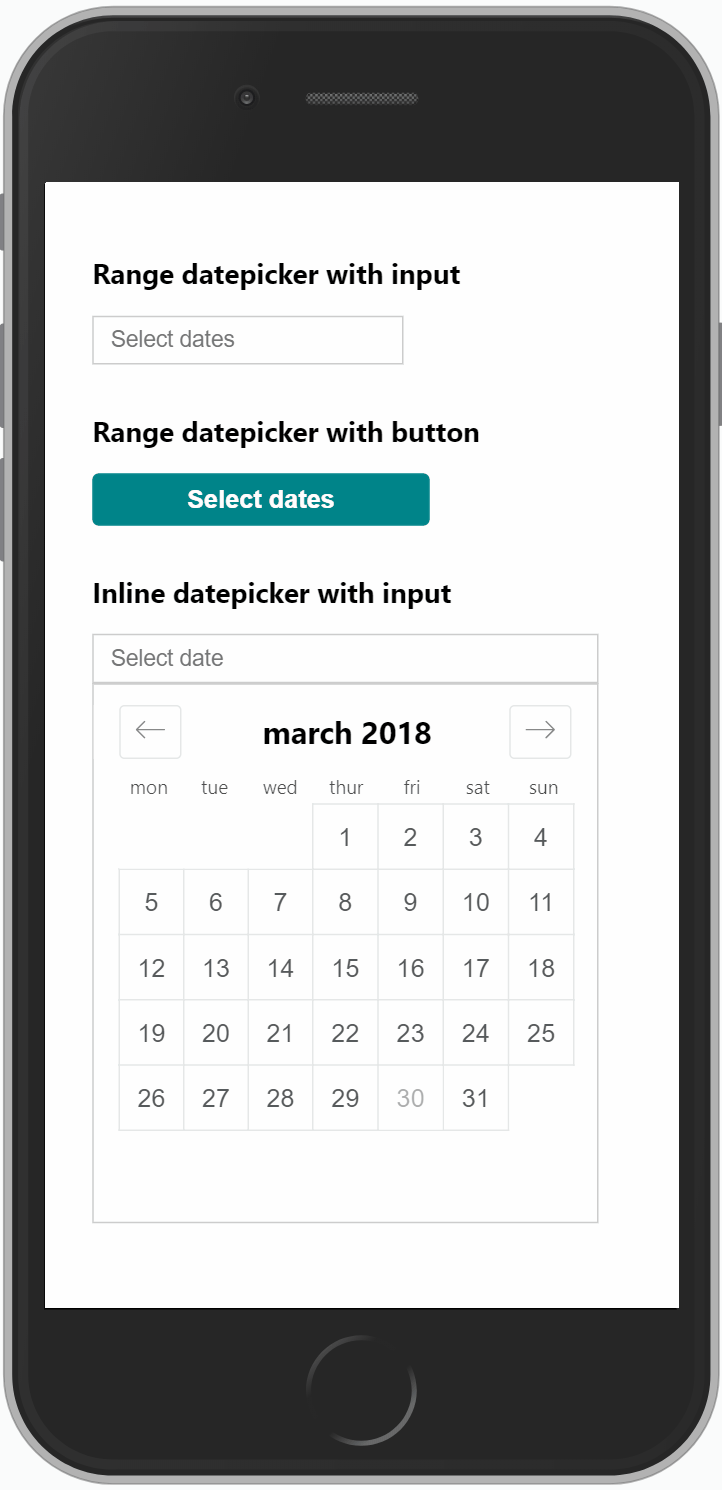 Range datepicker with input
Select dates
Range datepicker with button
Select dates
Inline datepicker with input
Select date
march 2018
mon tue wed thur fri sat sun
1 2 3 4
5 6 7 8 9 10 11
12 13 14 15 16 17 18
19 20 21 22 23 24 25
26 27 28 29 30 31